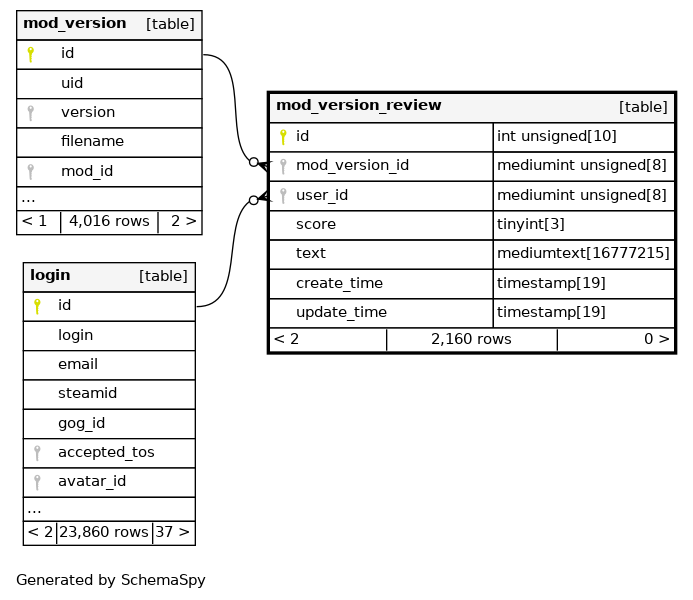 mod_version [table]
id
uid
version
filename
mod_id
...
< 1 4,016 rows 2 >
mod_version_review [table]
id int unsigned[10]
mod_version_id mediumint unsigned[8]
user_id mediumint unsigned[8]
score tinyint[3]
text mediumtext[16777215]
create_time timestamp[19]
update_time timestamp[19]
< 2 2,160 rows 0 >
login [table]
id
login
email
steamid
gog_id
accepted_tos
avatar_id
...
< 2 23,860 rows 37 >
Generated by SchemaSpy